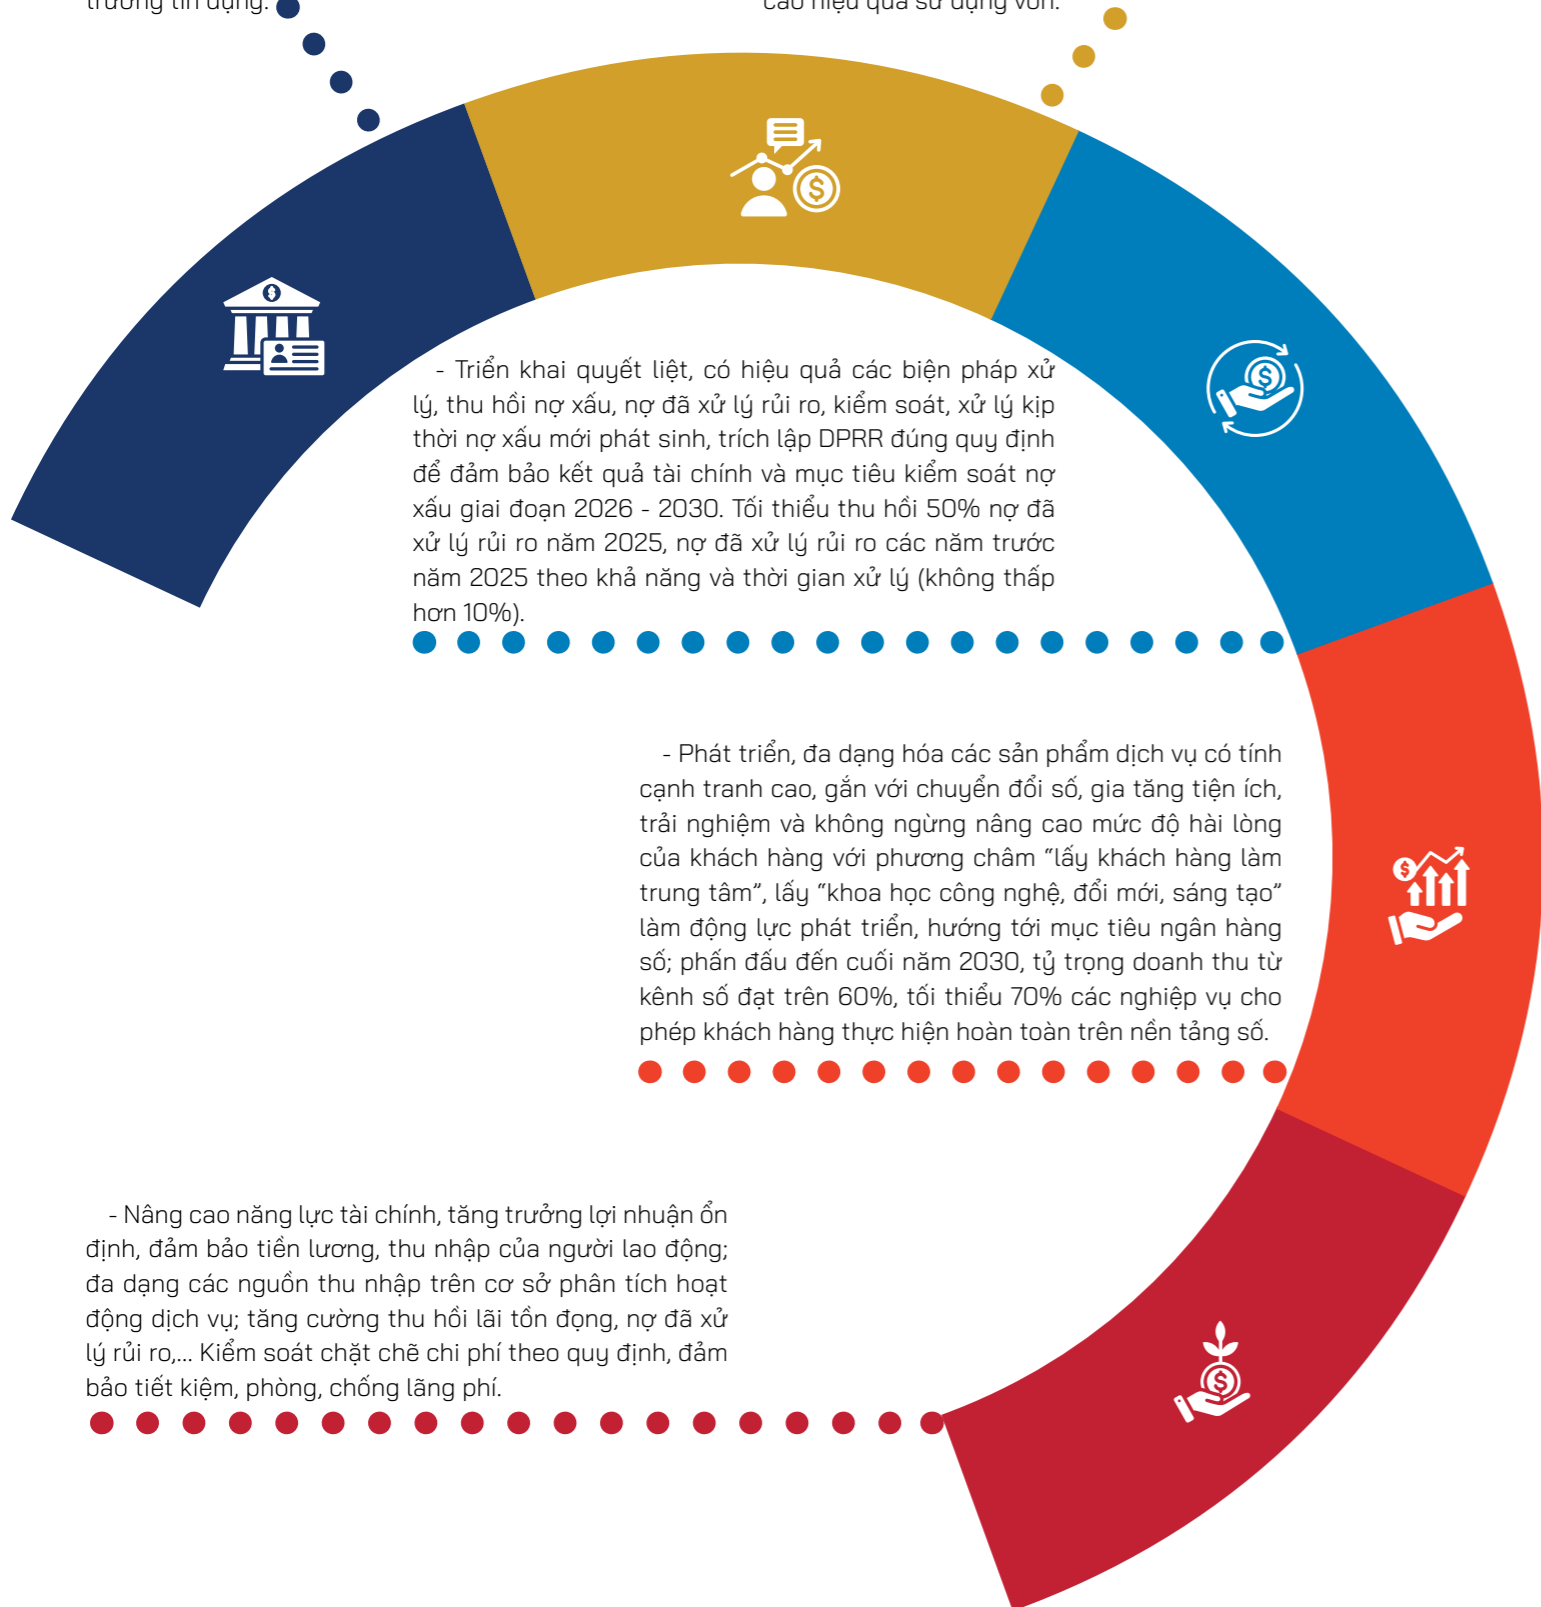 trưởng tín dụng.
cao hiệu quả sử dụng vốn.
- Triển khai quyết liệt, có hiệu quả các biện pháp xử
lý, thu hồi nợ xấu, nợ đã xử lý rủi ro, kiểm soát, xử lý kịp
thời nợ xấu mới phát sinh, trích lập DPRR đúng quy định
để đảm bảo kết quả tài chính và mục tiêu kiểm soát nợ
xấu giai đoạn 2026 - 2030. Tối thiểu thu hồi 50% nợ đã
xử lý rủi ro năm 2025, nợ đã xử lý rủi ro các năm trước
năm 2025 theo khả năng và thời gian xử lý (không thấp
hơn 10%).
- Phát triển, đa dạng hóa các sản phẩm dịch vụ có tính
cạnh tranh cao, gắn với chuyển đổi số, gia tăng tiện ích,
trải nghiệm và không ngừng nâng cao mức độ hài lòng
của khách hàng với phương châm “lấy khách hàng làm
trung tâm”, lấy “khoa học công nghệ, đổi mới, sáng tạo”
làm động lực phát triển, hướng tới mục tiêu ngân hàng
số; phấn đấu đến cuối năm 2030, tỷ trọng doanh thu từ
kênh số đạt trên 60%, tối thiểu 70% các nghiệp vụ cho
phép khách hàng thực hiện hoàn toàn trên nền tảng số.
- Nâng cao năng lực tài chính, tăng trưởng lợi nhuận ổn
định, đảm bảo tiền lương, thu nhập của người lao động;
đa dạng các nguồn thu nhập trên cơ sở phân tích hoạt
động dịch vụ; tăng cường thu hồi lãi tồn đọng, nợ đã xử
lý rủi ro,... Kiểm soát chặt chẽ chi phí theo quy định, đảm
bảo tiết kiệm, phòng, chống lãng phí.